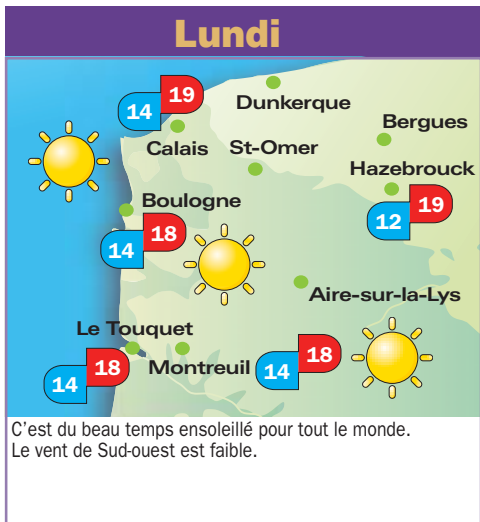 Lundi
14 19
Dunkerque
Bergues
Calais
St-Omer
Hazebrouck
12 19
Boulogne
14 18
Aire-sur-la-Lys
Le Touquet
Montreuil
14 18
14 18
C’est du beau temps ensoleillé pour tout le monde.
Le vent de Sud-ouest est faible.